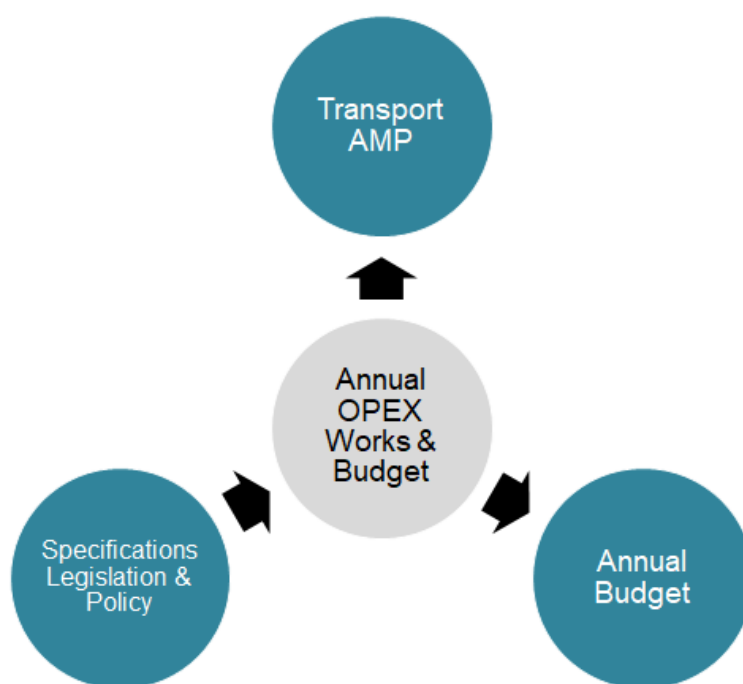 Transport
AMP
Annual
OPEX
Works &
Budget
Specifications
Legislation &
Policy
Annual
Budget